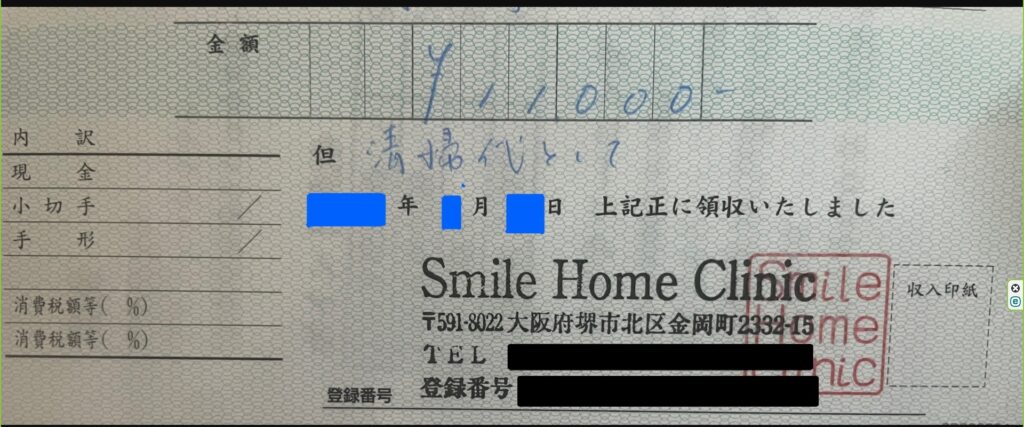 金額 ¥11000-
但 清掃代として
年 月 日 上記正に領収いたしました
内訳
現金
小切手 /
手形 /
消費税額等( %)
消費税額等( %)
Smile Home Clinic
〒591-8022 大阪府堺市北区金岡町2332-15
TEL
登録番号
登録番号
Smile
Home
Clinic
収入印紙